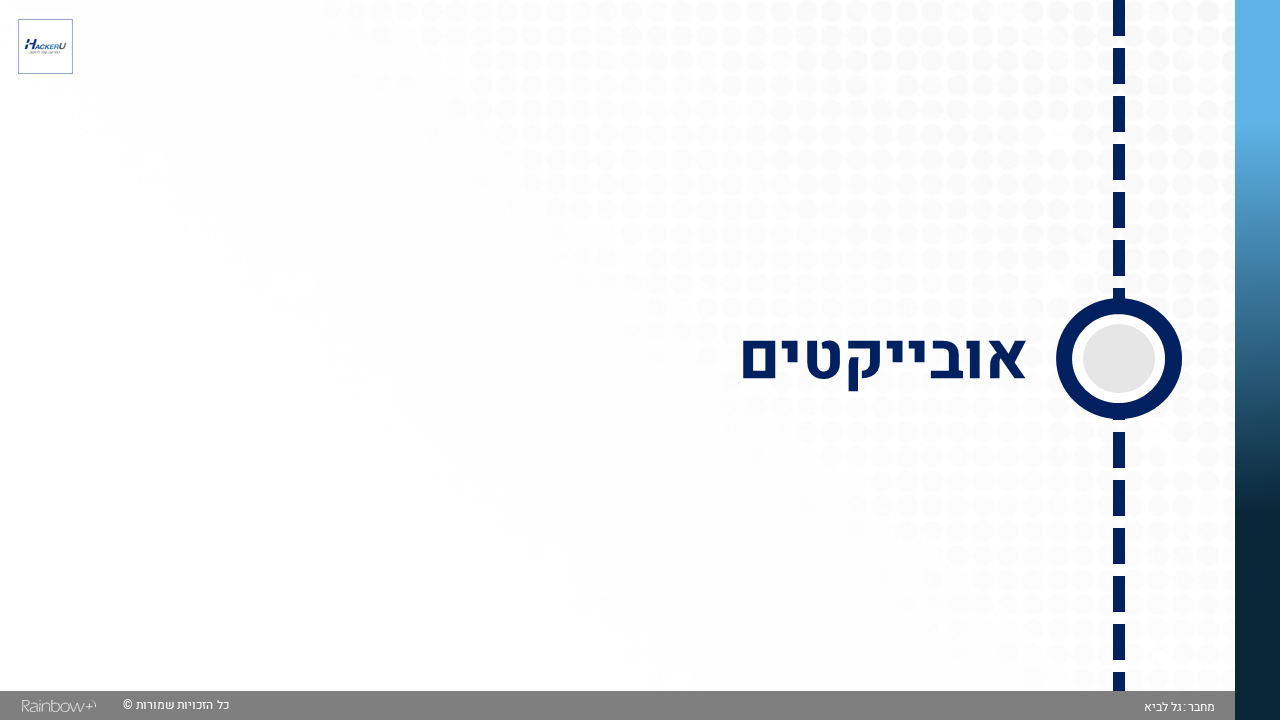 HackerU
אובייקטים
מחבר: גל לביא
כל הזכויות שמורות ©
Rainbow+